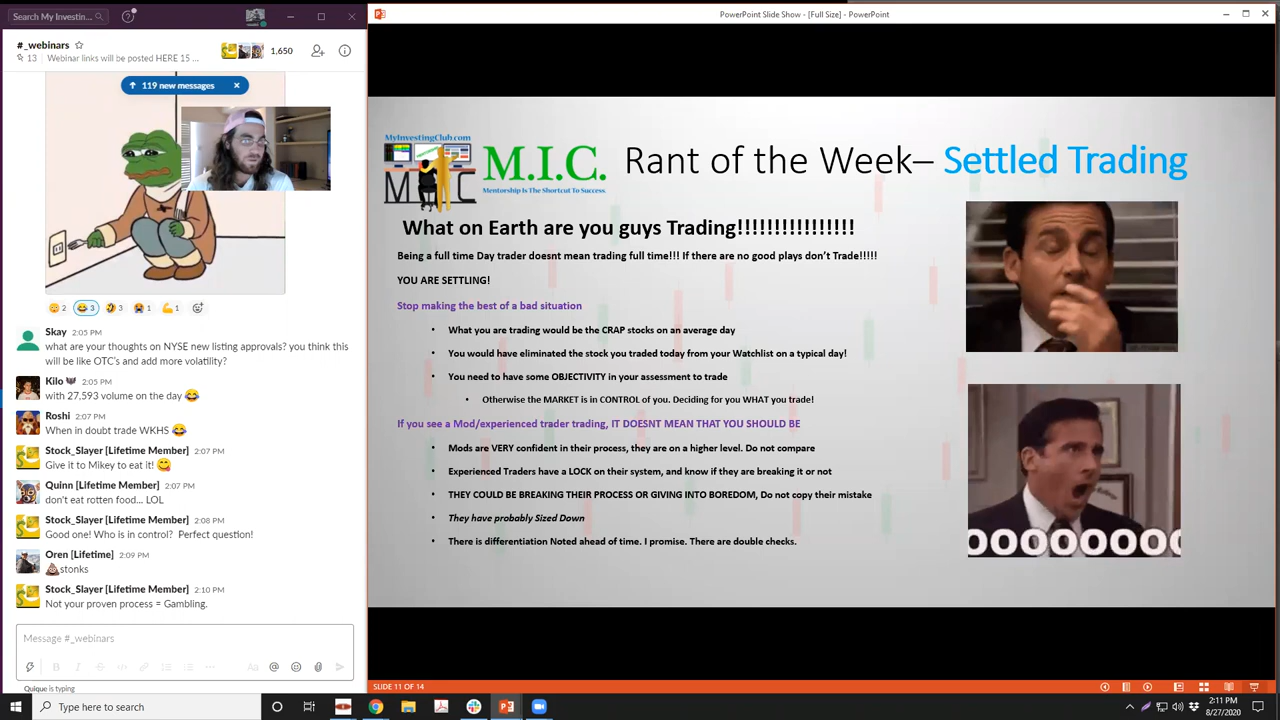 Search My Investin...
#_webinars
13 Webinar links will be posted HERE 15 ...
1,650
119 new messages
2
3
3
1
1
Skay 2:05 PM
what are your thoughts on NYSE new listing approvals? you think this
will be like OTC's and add more volatility?
Kilo 2:05 PM
with 27,593 volume on the day
Roshi 2:07 PM
When in doubt trade WKHS
Stock_Slayer [Lifetime Member] 2:07 PM
Give it to Mikey to eat it!
Quinn [Lifetime Member] 2:07 PM
don't eat rotten food... LOL
Stock_Slayer [Lifetime Member] 2:08 PM
Good one! Who is in control? Perfect question!
Oren [Lifetime] 2:09 PM
stonks
Stock_Slayer [Lifetime Member] 2:10 PM
Not your proven process = Gambling.
Message #_webinars
B I S
Aa @
Quique is typing
PowerPoint Slide Show - [Full Size] - PowerPoint
MyInvestingClub.com
MIC
M.I.C.
Mentorship Is The Shortcut To Success.
Rant of the Week– Settled Trading
What on Earth are you guys Trading!!!!!!!!!!!!!!!
Being a full time Day trader doesnt mean trading full time!!! If there are no good plays don't Trade!!!!!
YOU ARE SETTLING!
Stop making the best of a bad situation
• What you are trading would be the CRAP stocks on an average day
• You would have eliminated the stock you traded today from your Watchlist on a typical day!
• You need to have some OBJECTIVITY in your assessment to trade
• Otherwise the MARKET is in CONTROL of you. Deciding for you WHAT you trade!
If you see a Mod/experienced trader trading, IT DOESNT MEAN THAT YOU SHOULD BE
• Mods are VERY confident in their process, they are on a higher level. Do not compare
• Experienced Traders have a LOCK on their system, and know if they are breaking it or not
• THEY COULD BE BREAKING THEIR PROCESS OR GIVING INTO BOREDOM, Do not copy their mistake
• They have probably Sized Down
• There is differentiation Noted ahead of time. I promise. There are double checks.
OOOOOOOO
SLIDE 11 OF 14
Type here to search
2:11 PM
8/27/2020